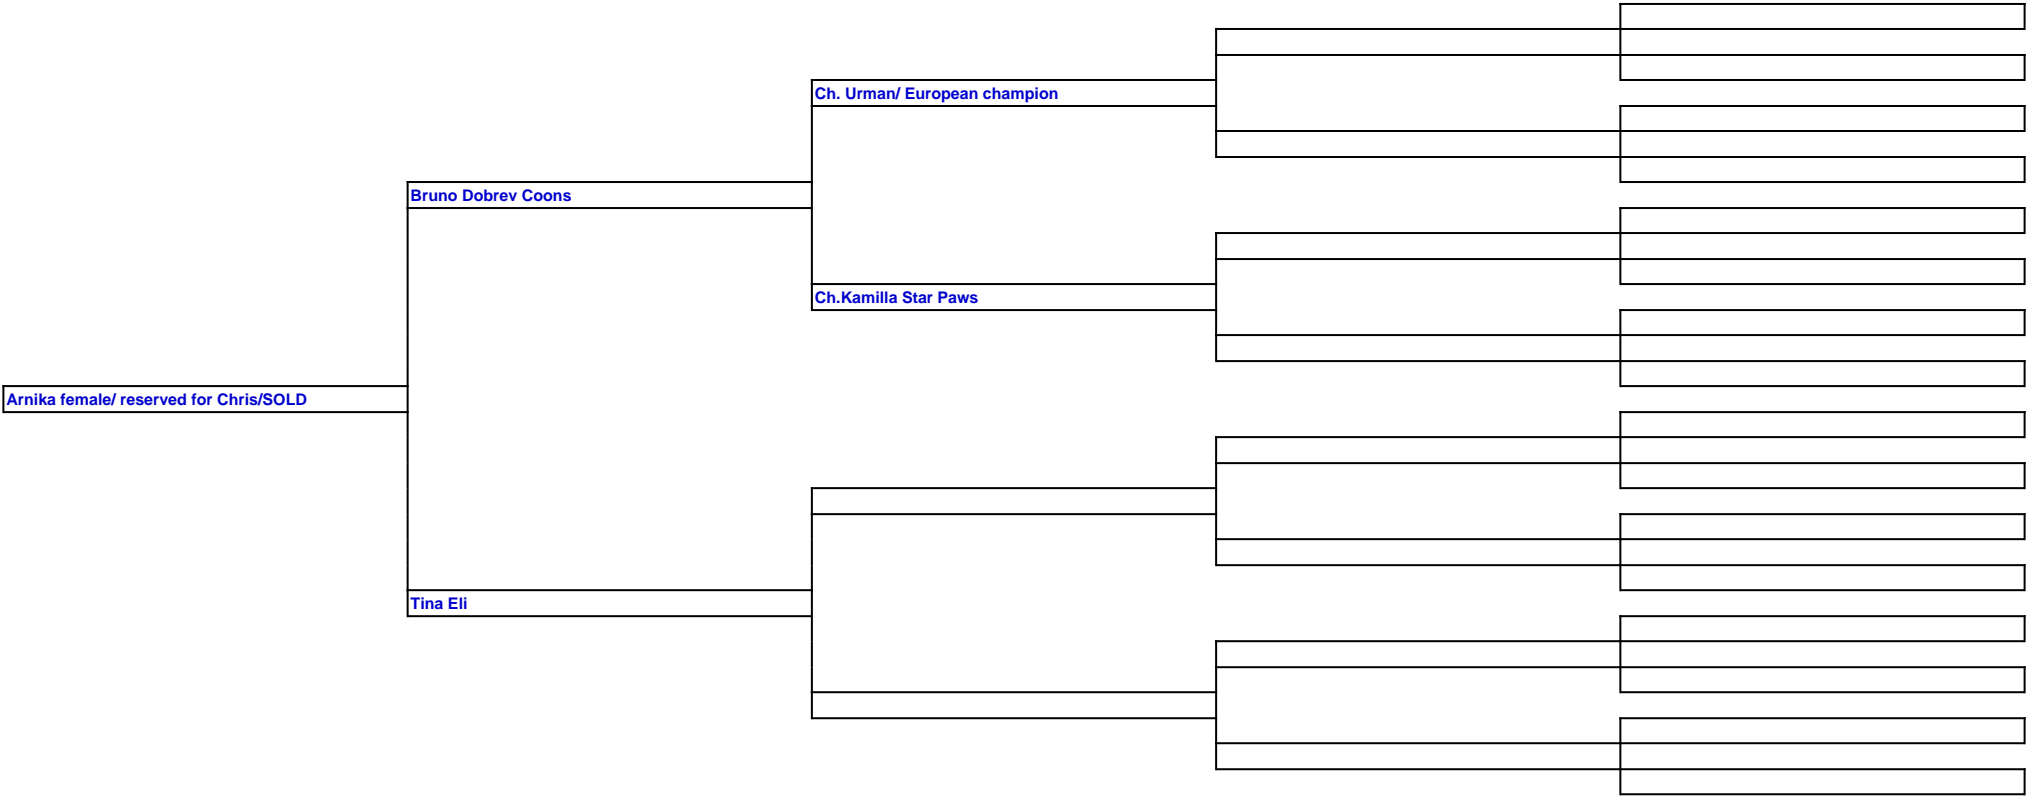 Ch. Urman/ European champion
Bruno Dobrev Coons
Ch.Kamilla Star Paws
Arnika female/ reserved for Chris/SOLD
Tina Eli